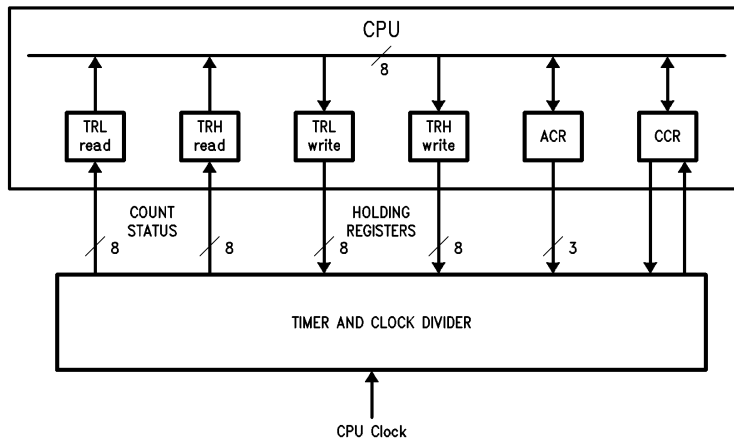 CPU
8
TRL
read
TRH
read
TRL
write
TRH
write
ACR
CCR
COUNT
STATUS
HOLDING
REGISTERS
8
8
8
8
3
TIMER AND CLOCK DIVIDER
CPU Clock